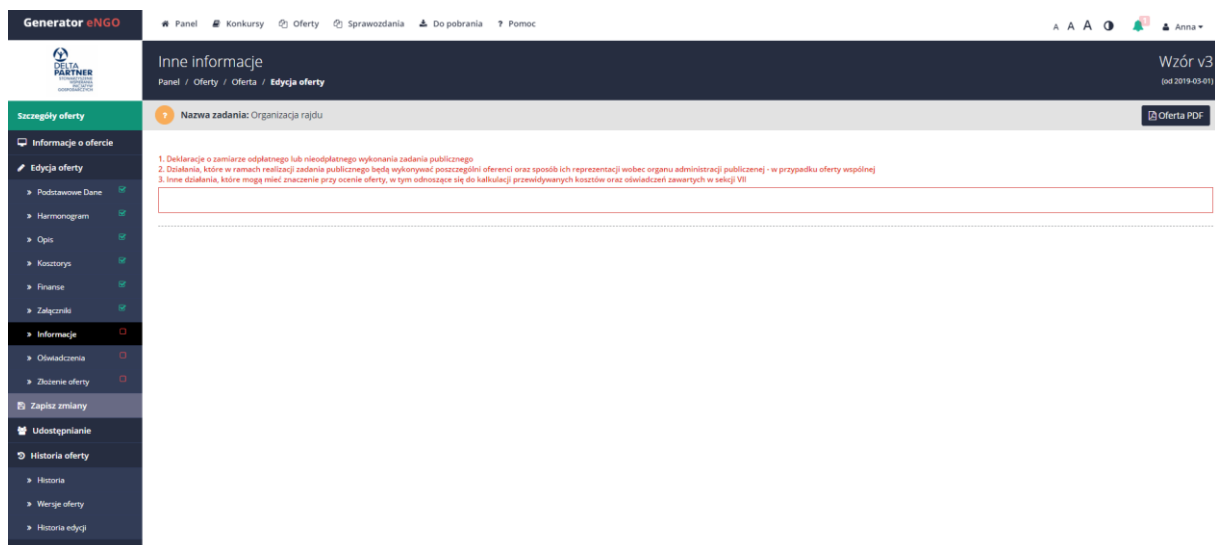 Generator eNGO
Panel Konkursy Oferty Sprawozdania Do pobrania ? Pomoc
A A A Anna
DELTA
PARTNER
Inne informacje
Panel / Oferty / Oferta / Edycja oferty
Wzór v3
(od 2019-03-01)
Szczegóły oferty
? Nazwa zadania: Organizacja rajdu
Oferta PDF
Informacje o ofercie
Edycja oferty
» Podstawowe Dane
» Harmonogram
» Opis
» Kosztorys
» Finanse
» Załączniki
» Informacje
» Oświadczenia
» Złożenie oferty
Zapisz zmiany
Udostępnianie
Historia oferty
» Historia
» Wersje oferty
» Historia edycji
1. Deklaracje o zamiarze odpłatnego lub nieodpłatnego wykonania zadania publicznego
2. Działania, które w ramach realizacji zadania publicznego będą wykonywać poszczególni oferenci oraz sposób ich reprezentacji wobec organu administracji publiczenej - w przypadku oferty wspólnej
3. Inne działania, które mogą mieć znaczenie przy ocenie oferty, w tym odnoszące się do kalkulacji przewidywanych kosztów oraz oświadczeń zawartych w sekcji VII